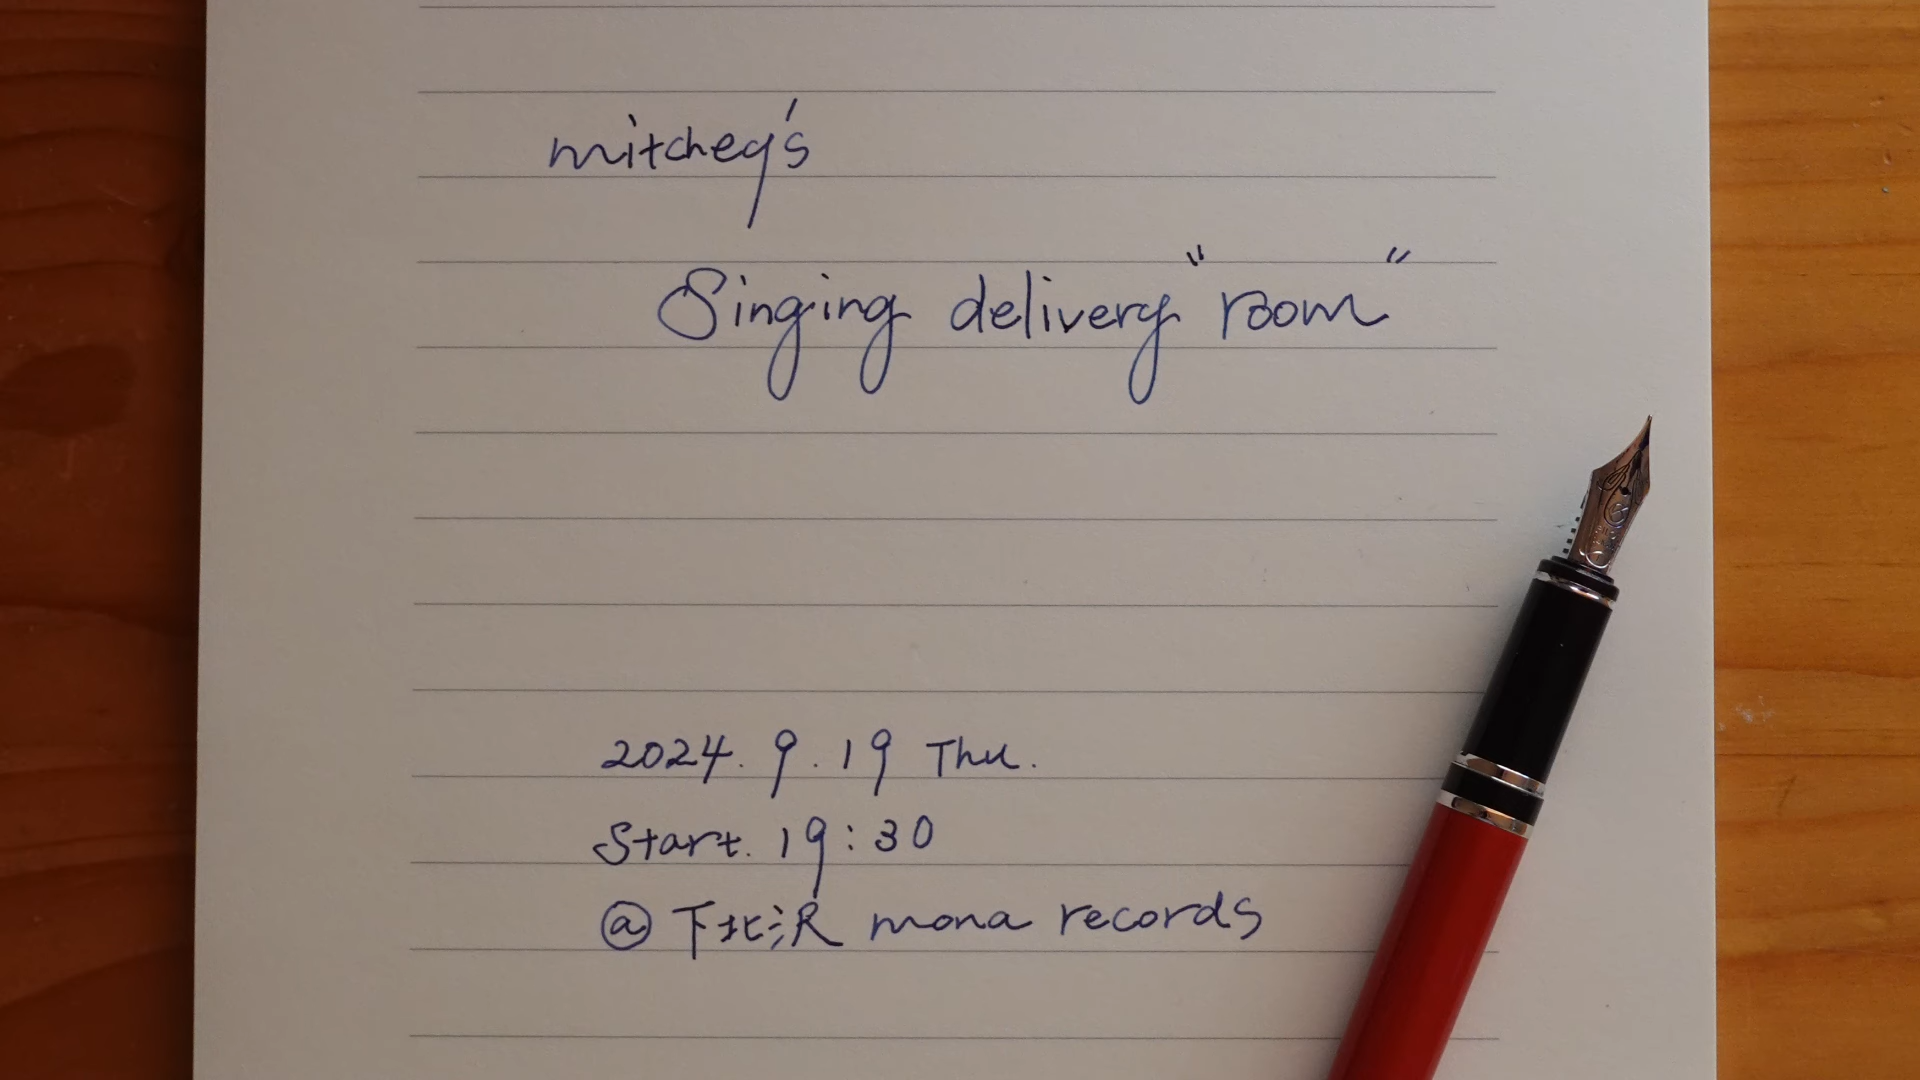 mitchey's
Singing delivery "room"
2024. 9. 19 Thu.
Start. 19:30
@下北沢 mona records